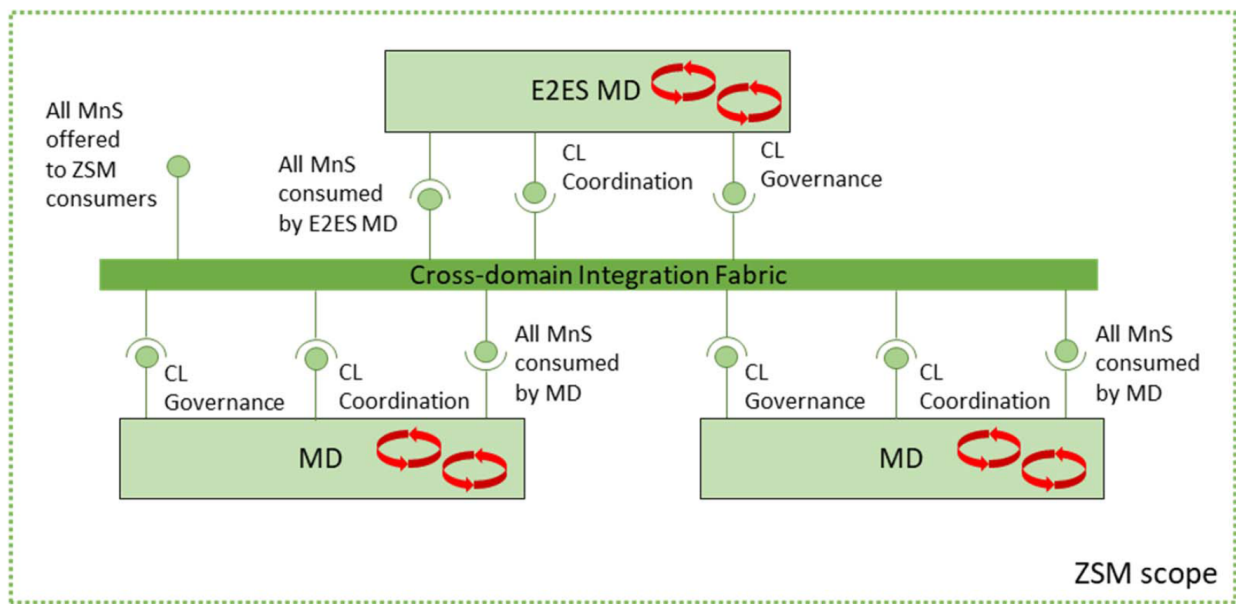 E2ES MD
All MnS
offered
to ZSM
consumers
All MnS
consumed
by E2ES MD
CL
Coordination
CL
Governance
Cross-domain Integration Fabric
CL
Governance
CL
Coordination
All MnS
consumed
by MD
CL
Governance
CL
Coordination
All MnS
consumed
by MD
MD
MD
ZSM scope